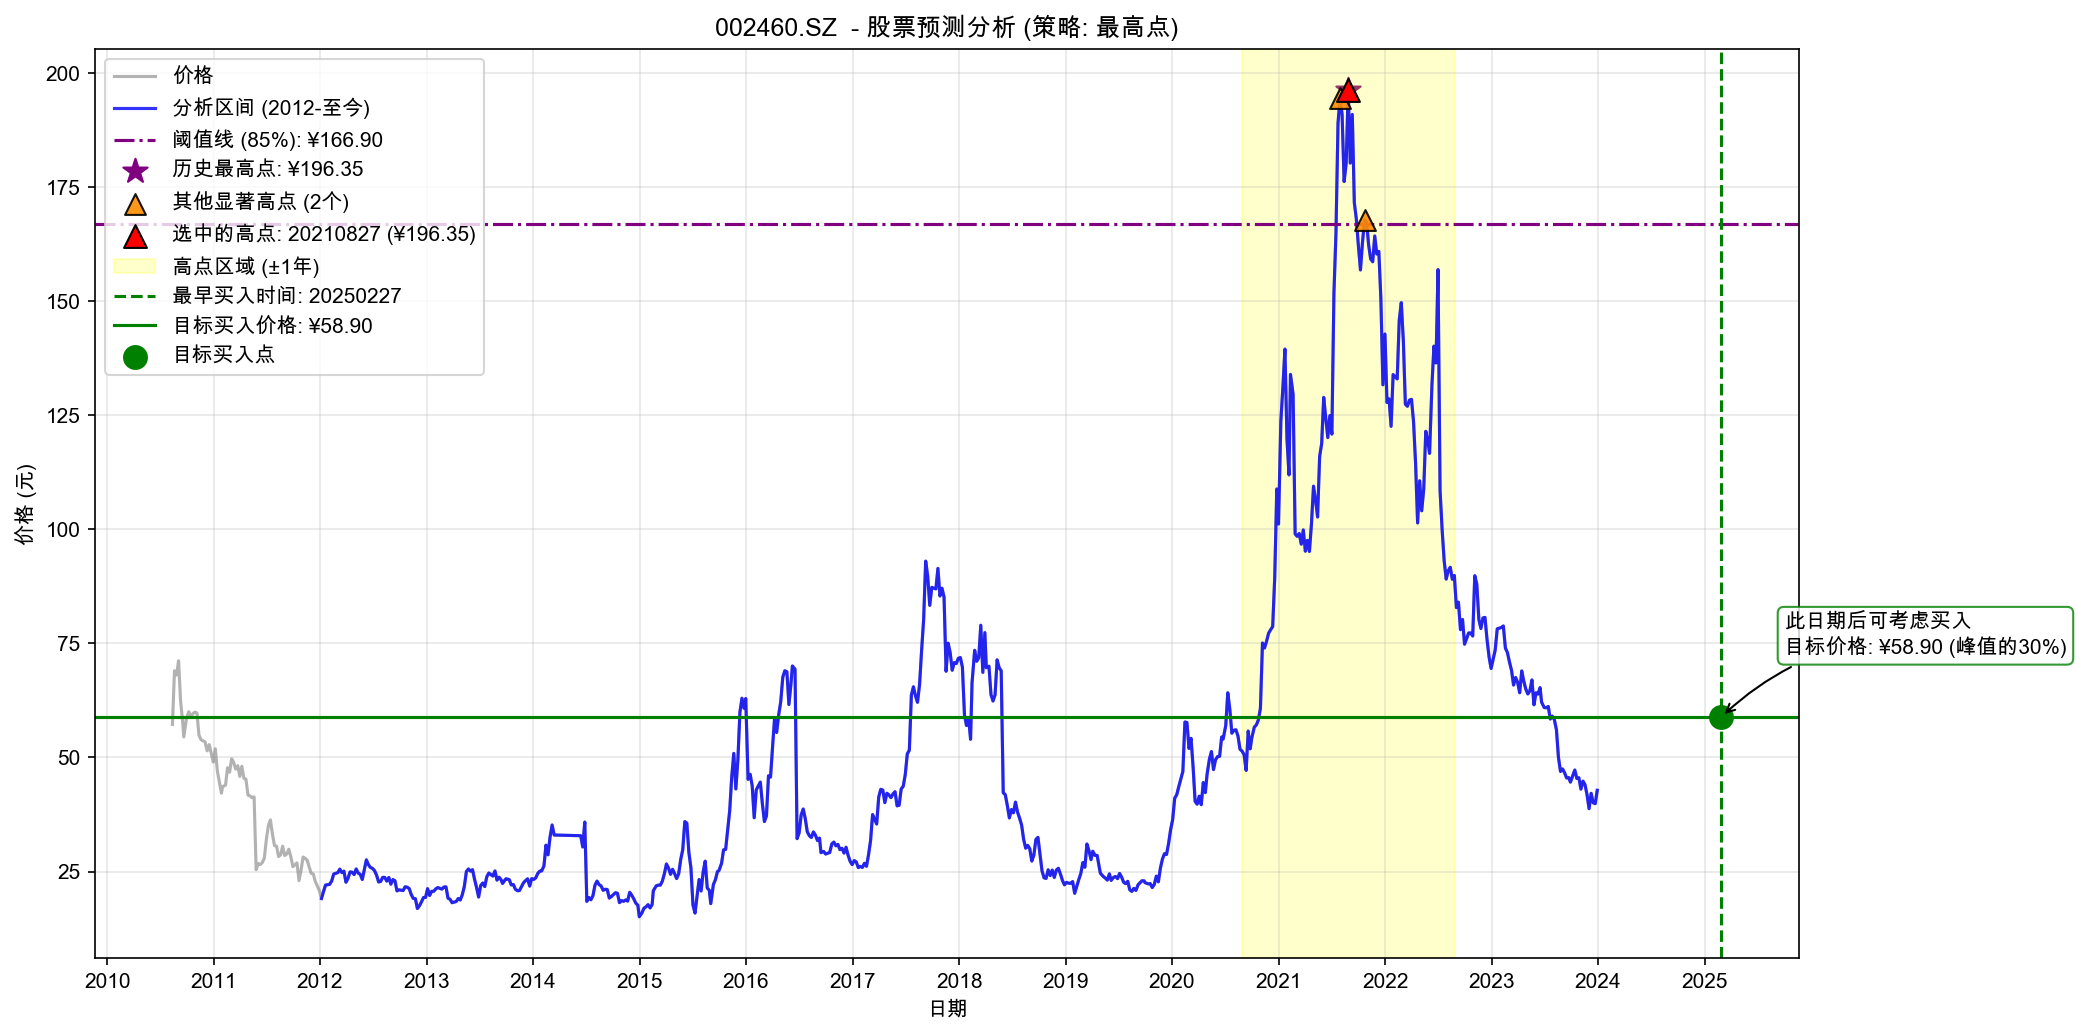 002460.SZ - 股票预测分析 (策略: 最高点)
价格
分析区间 (2012-至今)
阈值线 (85%): ¥166.90
历史最高点: ¥196.35
其他显著高点 (2个)
选中的高点: 20210827 (¥196.35)
高点区域 (±1年)
最早买入时间: 20250227
目标买入价格: ¥58.90
目标买入点
200
175
150
125
100
75
50
25
价格 (元)
此日期后可考虑买入
目标价格: ¥58.90 (峰值的30%)
2010 2011 2012 2013 2014 2015 2016 2017 2018 2019 2020 2021 2022 2023 2024 2025
日期